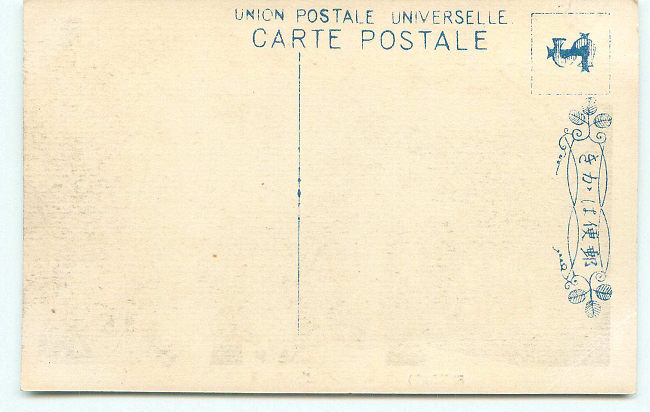 UNION POSTALE UNIVERSELLE.
CARTE POSTALE
きかは便郵